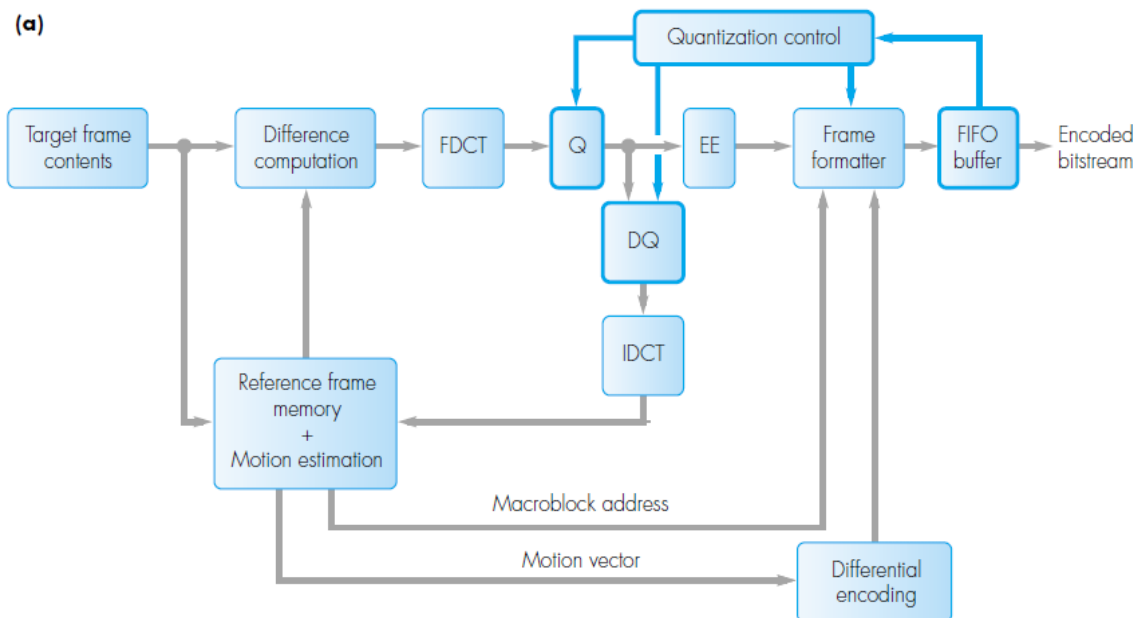 (a)
Quantization control
Target frame
contents
Difference
computation
FDCT
Q
EE
Frame
formatter
FIFO
buffer
Encoded
bitstream
DQ
IDCT
Reference frame
memory
+
Motion estimation
Macroblock address
Motion vector
Differential
encoding